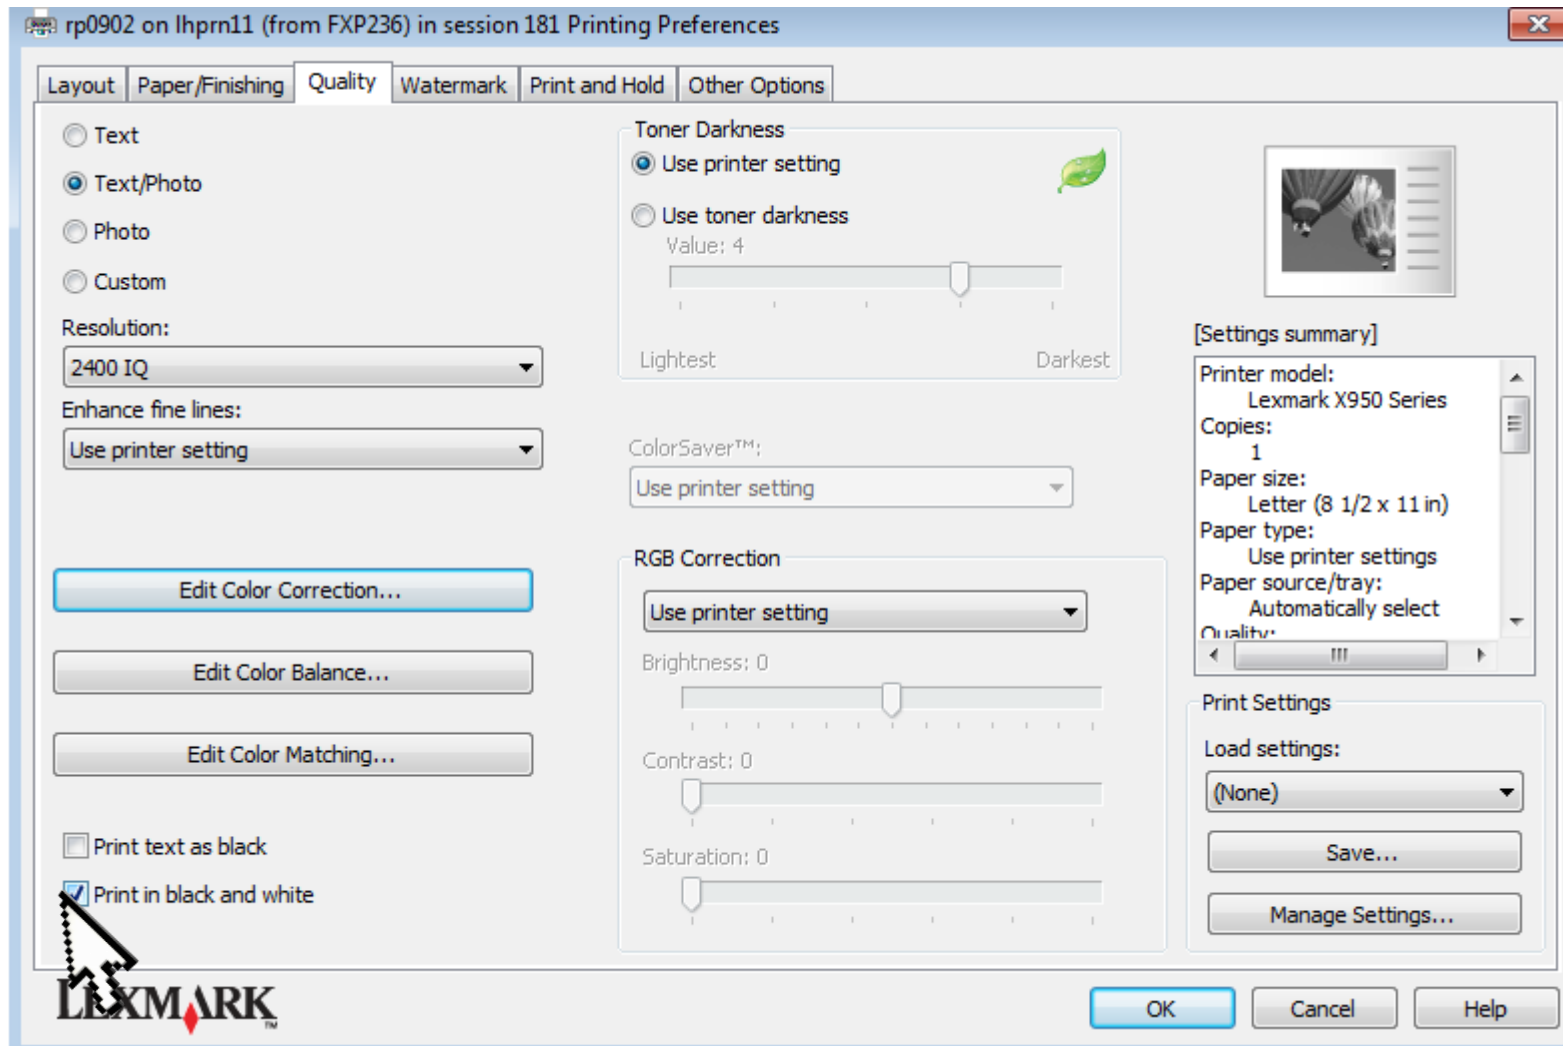 rp0902 on lhprn11 (from FXP236) in session 181 Printing Preferences
Layout
Paper/Finishing
Quality
Watermark
Print and Hold
Other Options
Text
Text/Photo
Photo
Custom
Resolution:
2400 IQ
Enhance fine lines:
Use printer setting
Edit Color Correction...
Edit Color Balance...
Edit Color Matching...
Print text as black
Print in black and white
Toner Darkness
Use printer setting
Use toner darkness
Value: 4
Lightest
Darkest
ColorSaver™:
Use printer setting
RGB Correction
Use printer setting
Brightness: 0
Contrast: 0
Saturation: 0
[Settings summary]
Printer model:
Lexmark X950 Series
Copies:
1
Paper size:
Letter (8 1/2 x 11 in)
Paper type:
Use printer settings
Paper source/tray:
Automatically select
Quality:
Print Settings
Load settings:
(None)
Save...
Manage Settings...
LEXMARK™
OK
Cancel
Help